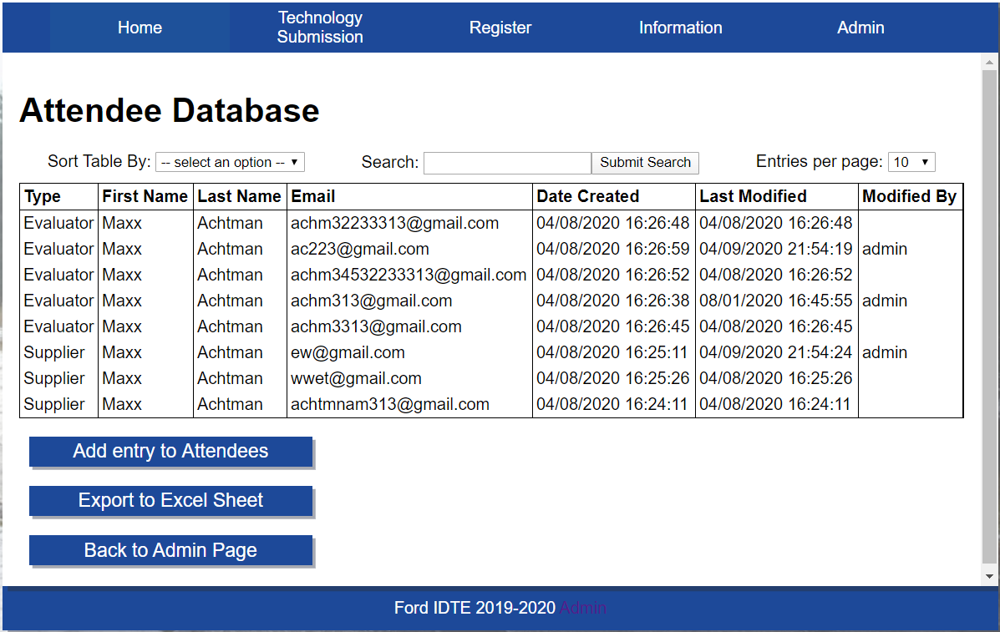 Home Technology Submission Register Information Admin
Attendee Database
Sort Table By: -- select an option -- Search: Submit Search Entries per page: 10
Type First Name Last Name Email Date Created Last Modified Modified By
Evaluator Maxx Achtman achm32233313@gmail.com 04/08/2020 16:26:48 04/08/2020 16:26:48
Evaluator Maxx Achtman ac223@gmail.com 04/08/2020 16:26:59 04/09/2020 21:54:19 admin
Evaluator Maxx Achtman achm34532233313@gmail.com 04/08/2020 16:26:52 04/08/2020 16:26:52
Evaluator Maxx Achtman achm313@gmail.com 04/08/2020 16:26:38 08/01/2020 16:45:55 admin
Evaluator Maxx Achtman achm3313@gmail.com 04/08/2020 16:26:45 04/08/2020 16:26:45
Supplier Maxx Achtman ew@gmail.com 04/08/2020 16:25:11 04/09/2020 21:54:24 admin
Supplier Maxx Achtman wwet@gmail.com 04/08/2020 16:25:26 04/08/2020 16:25:26
Supplier Maxx Achtman achtmnam313@gmail.com 04/08/2020 16:24:11 04/08/2020 16:24:11
Add entry to Attendees
Export to Excel Sheet
Back to Admin Page
Ford IDTE 2019-2020 Admin